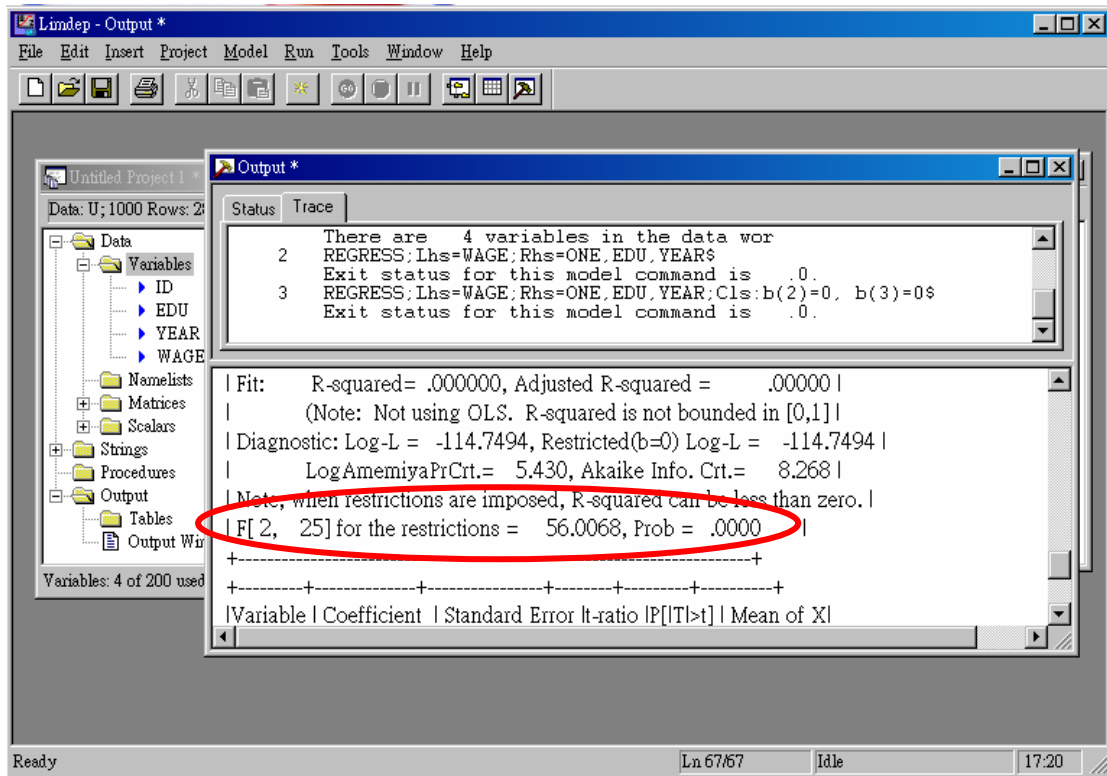 Limdep - Output *
File Edit Insert Project Model Run Tools Window Help
GO
Untitled Project 1 *
Data: U; 1000 Rows: 2
Data
Variables
ID
EDU
YEAR
WAGE
Namelists
Matrices
Scalars
Strings
Procedures
Output
Tables
Output Wi
Variables: 4 of 200 used
Output *
Status Trace
There are 4 variables in the data wor
2 REGRESS;Lhs=WAGE;Rhs=ONE,EDU,YEAR$
Exit status for this model command is .0.
3 REGRESS;Lhs=WAGE;Rhs=ONE,EDU,YEAR;Cls:b(2)=0, b(3)=0$
Exit status for this model command is .0.
| Fit: R-squared= .000000, Adjusted R-squared = .00000 |
| (Note: Not using OLS. R-squared is not bounded in [0,1] |
| Diagnostic: Log-L = -114.7494, Restricted(b=0) Log-L = -114.7494 |
| LogAmemiyaPrCrt.= 5.430, Akaike Info. Crt.= 8.268 |
| Note, when restrictions are imposed, R-squared can be less than zero. |
| F[ 2, 25] for the restrictions = 56.0068, Prob = .0000 |
+--------------------------------------------------------------------+
+---------+--------------+----------------+--------+---------+----------+
|Variable | Coefficient | Standard Error |t-ratio |P[|T|>t] | Mean of X|
Ready
Ln 67/67
Idle
17:20